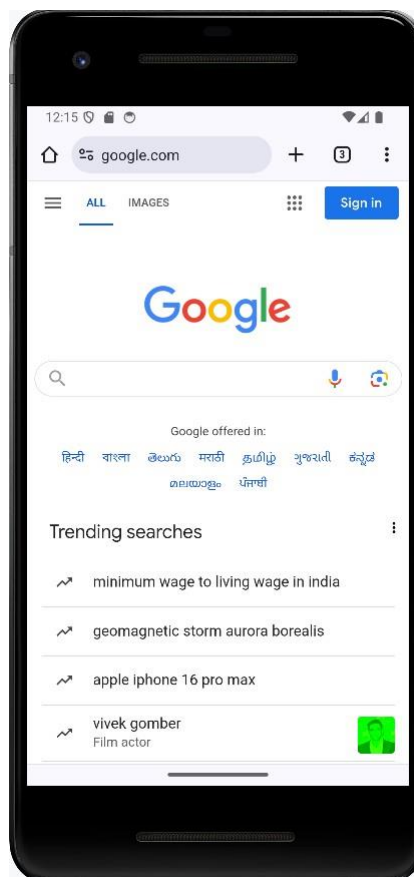 12:15
google.com
3
ALL IMAGES
Sign in
Google
Google offered in:
हिन्दी বাংলা తెలుగు मराठी தமிழ் ગુજરાતી ಕನ್ನಡ
മലയാളം ਪੰਜਾਬੀ
Trending searches
minimum wage to living wage in india
geomagnetic storm aurora borealis
apple iphone 16 pro max
vivek gomber
Film actor